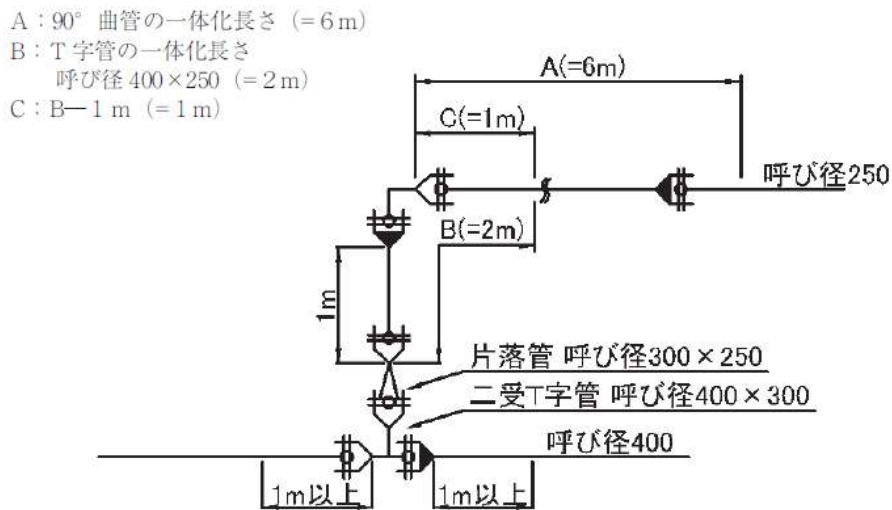 A：90°曲管の一体化長さ（=6m）
B：T字管の一体化長さ
呼び径400×250（=2m）
C：B―1m（=1m）
A(=6m)
C(=1m)
呼び径250
B(=2m)
1m
片落管 呼び径300×250
二受T字管 呼び径400×300
呼び径400
1m以上
1m以上